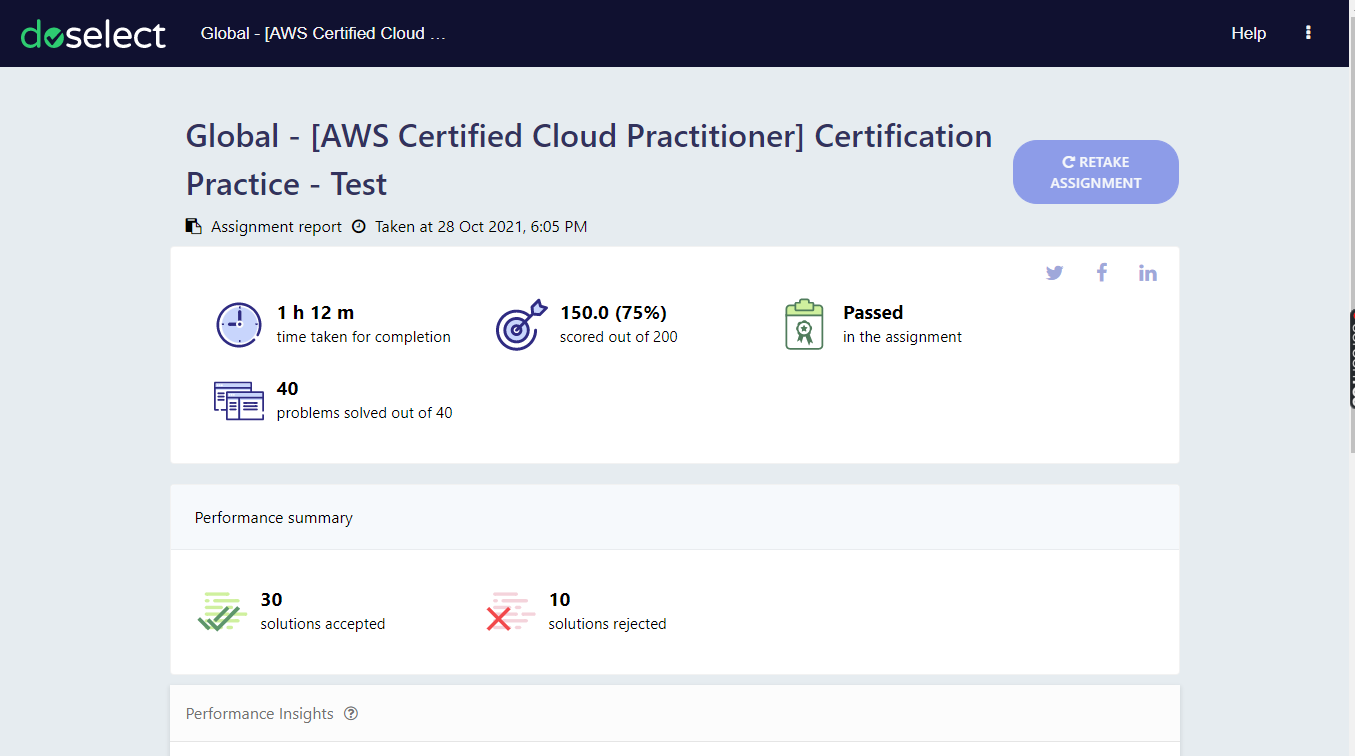 doselect
Global - [AWS Certified Cloud ...
Help
Global - [AWS Certified Cloud Practitioner] Certification
Practice - Test
RETAKE
ASSIGNMENT
Assignment report
Taken at 28 Oct 2021, 6:05 PM
1 h 12 m
time taken for completion
150.0 (75%)
scored out of 200
Passed
in the assignment
40
problems solved out of 40
Performance summary
30
solutions accepted
10
solutions rejected
Performance Insights